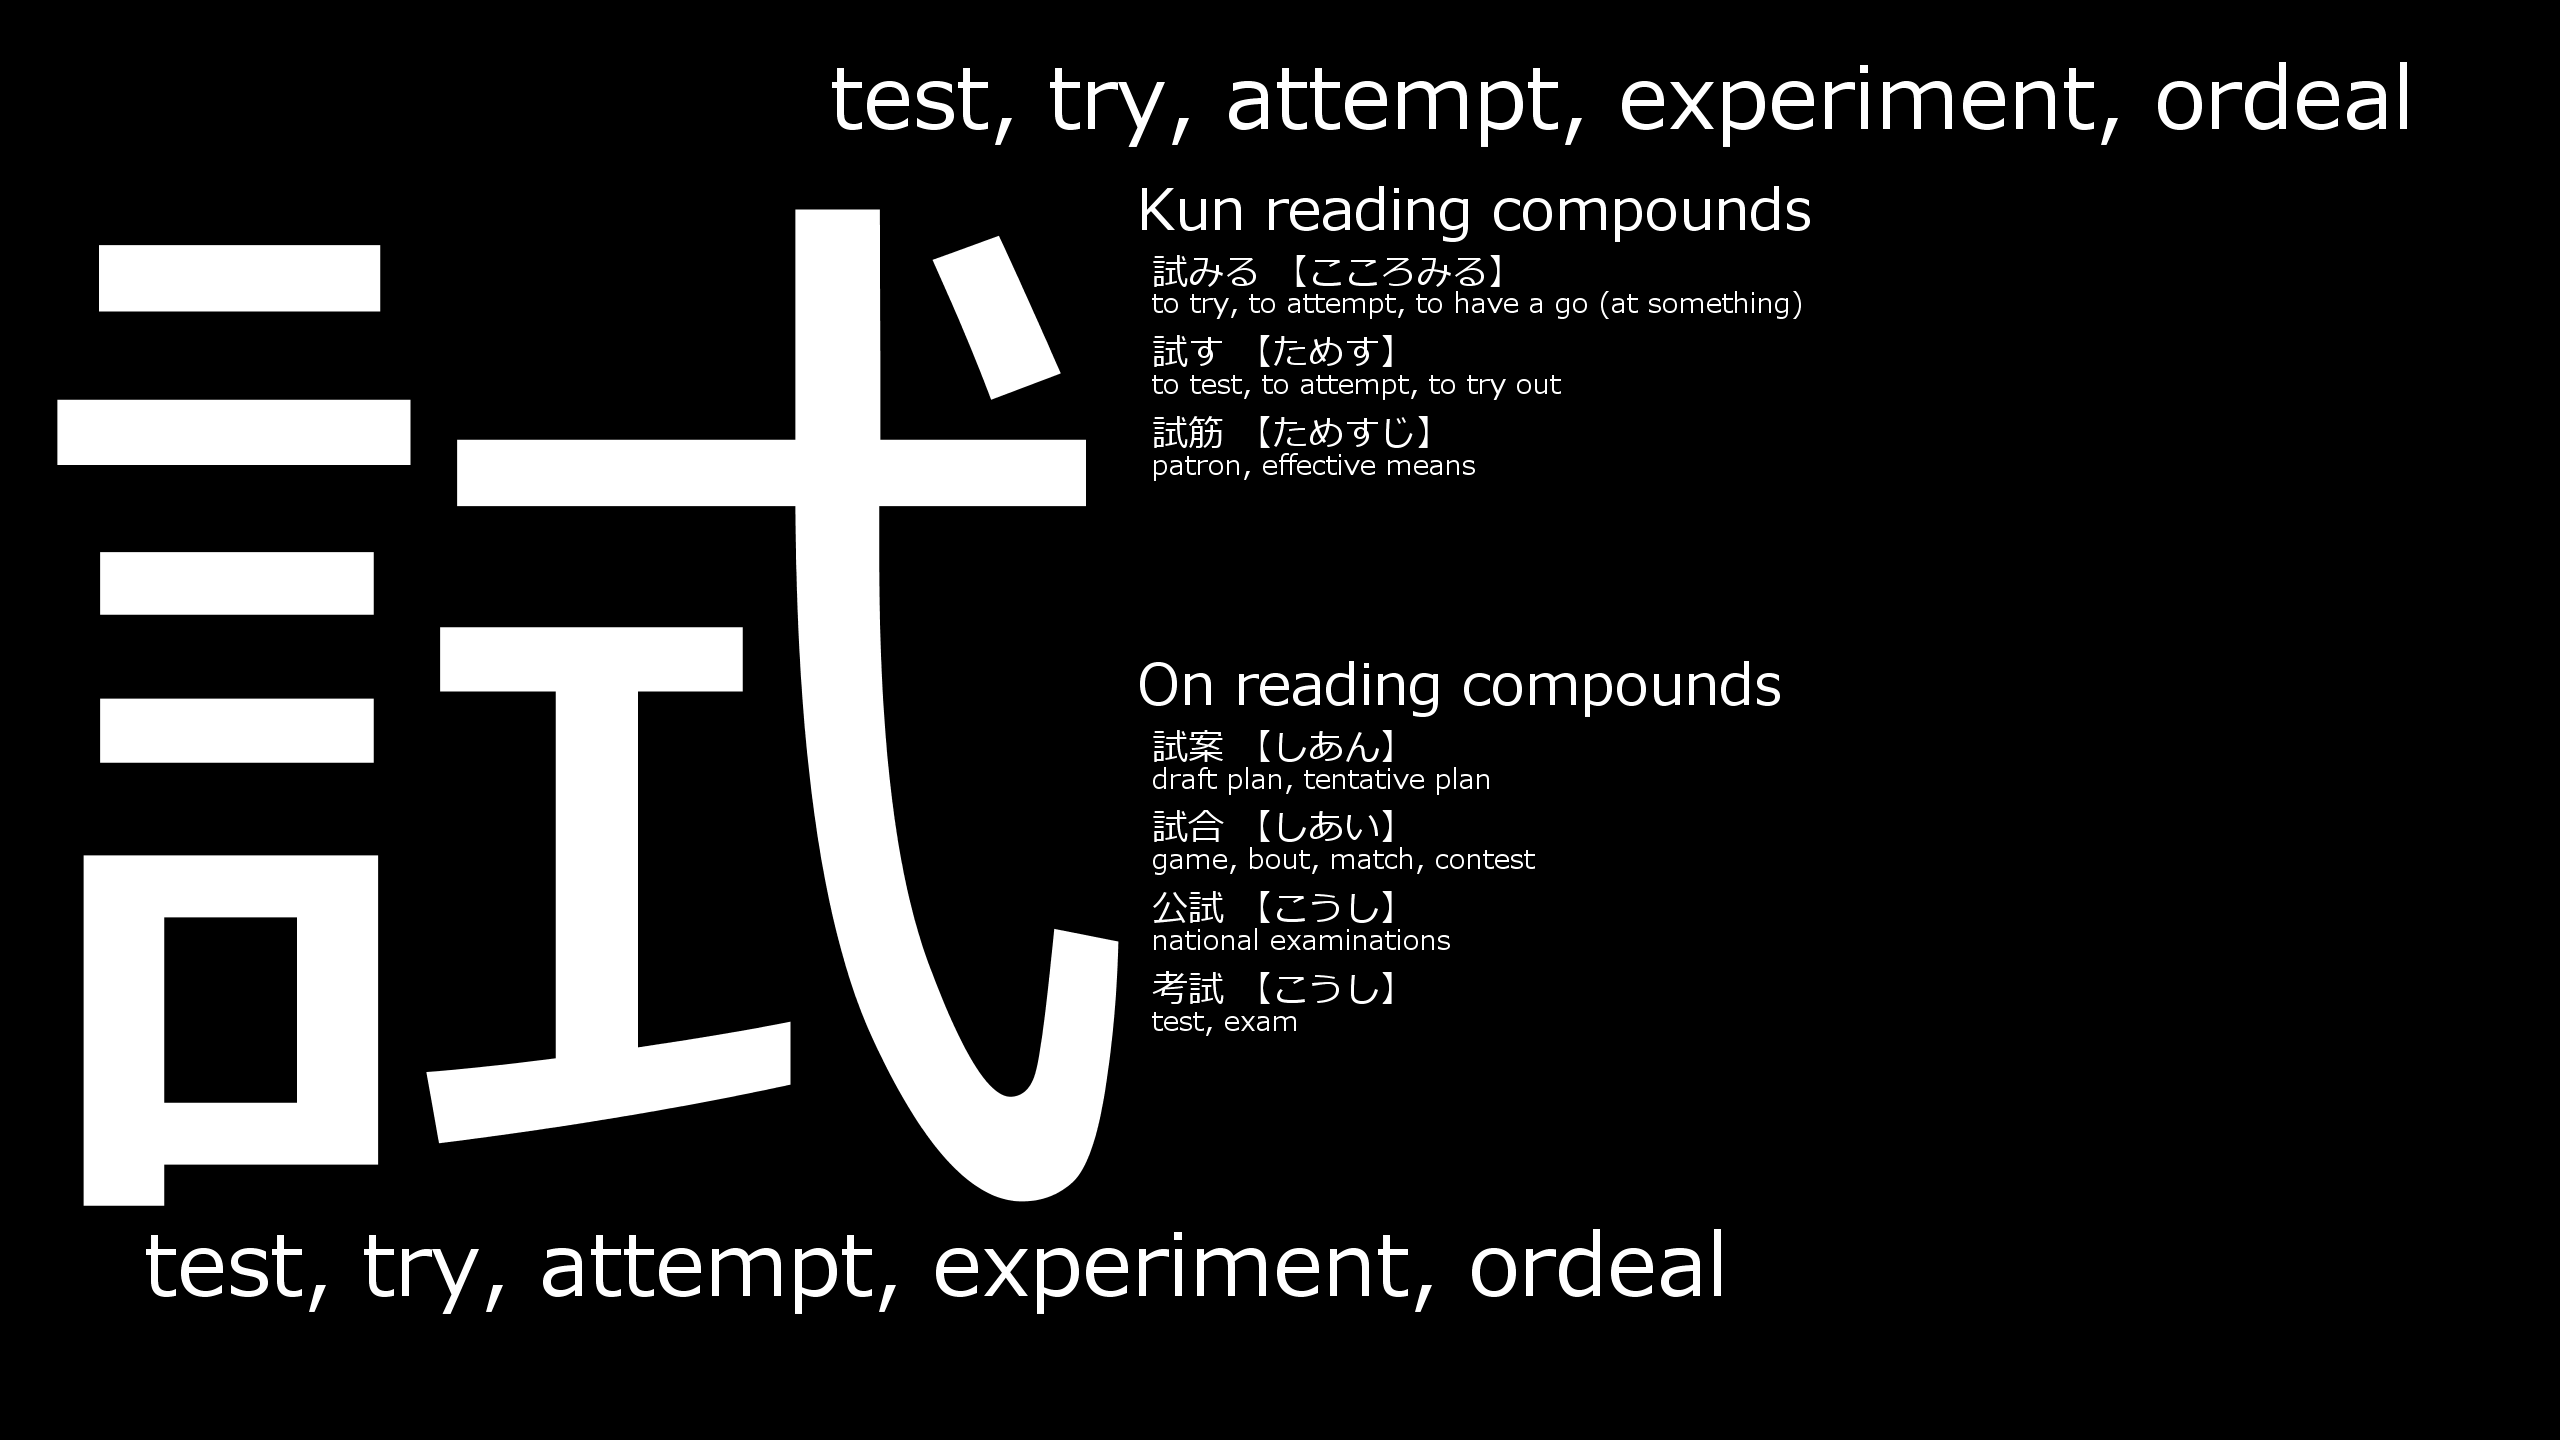 test, try, attempt, experiment, ordeal
試
Kun reading compounds
試みる 【こころみる】
to try, to attempt, to have a go (at something)
試す 【ためす】
to test, to attempt, to try out
試筋 【ためすじ】
patron, effective means
On reading compounds
試案 【しあん】
draft plan, tentative plan
試合 【しあい】
game, bout, match, contest
公試 【こうし】
national examinations
考試 【こうし】
test, exam
test, try, attempt, experiment, ordeal